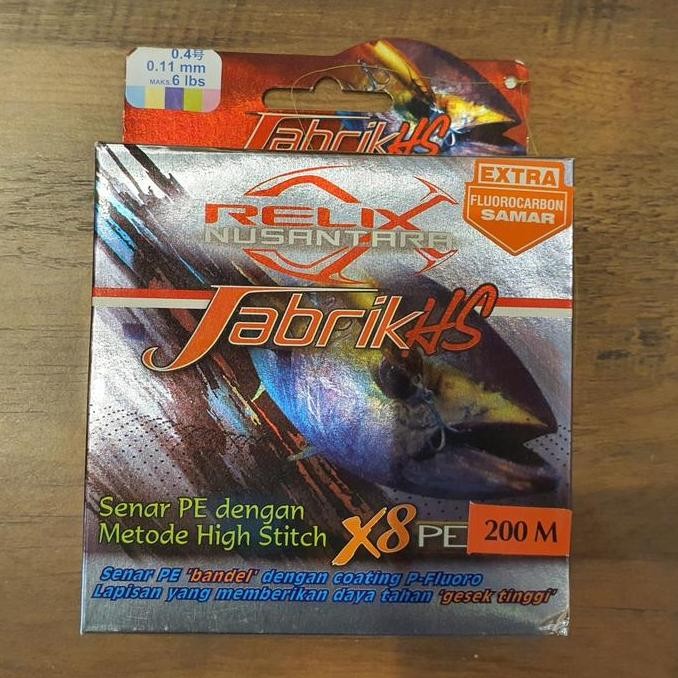 0.4号
0.11 mm
MAKS.6 lbs
JabrikHS
EXTRA
FLUOROCARBON
SAMAR
RELIX
NUSANTARA
JabrikHS
Senar PE dengan
Metode High Stitch
X8 PE
200 M
Senar PE 'bandel' dengan coating P-Fluoro
Lapisan yang memberikan daya tahan 'gesek tinggi'